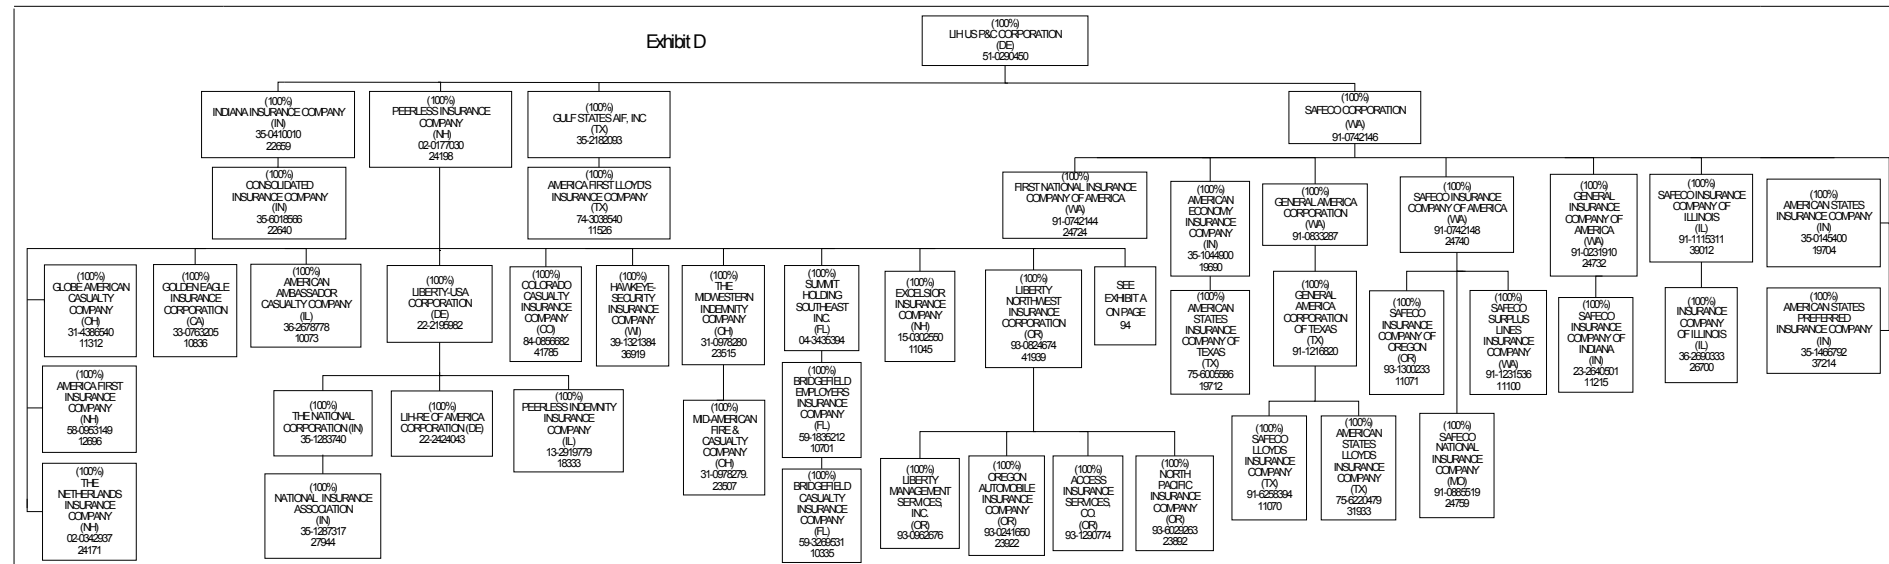 Exhibit D
(100%)
LIH US P&C CORPORATION
(DE)
51-0290450
(100%)
INDIANA INSURANCE COMPANY
(IN)
35-0410010
22659
(100%)
PEERLESS INSURANCE
COMPANY
(NH)
02-0177030
24198
(100%)
GULF STATES AIF, INC
(TX)
35-2182093
(100%)
SAFECO CORPORATION
(WA)
91-0742146
(100%)
CONSOLIDATED
INSURANCE COMPANY
(IN)
35-6018566
22640
(100%)
AMERICA FIRST LLOYD'S
INSURANCE COMPANY
(TX)
74-3038540
11526
(100%)
FIRST NATIONAL INSURANCE
COMPANY OF AMERICA
(WA)
91-0742144
24724
(100%)
AMERICAN
ECONOMY
INSURANCE
COMPANY
(IN)
35-1044900
19690
(100%)
GENERAL AMERICA
CORPORATION
(WA)
91-0833287
(100%)
SAFECO INSURANCE
COMPANY OF AMERICA
(WA)
91-0742148
24740
(100%)
GENERAL
INSURANCE
COMPANY OF
AMERICA
(WA)
91-0231910
24732
(100%)
SAFECO INSURANCE
COMPANY OF
ILLINOIS
(IL)
91-1115311
39012
(100%)
AMERICAN STATES
INSURANCE COMPANY
(IN)
35-0145400
19704
(100%)
GLOBE AMERICAN
CASUALTY
COMPANY
(OH)
31-4386540
11312
(100%)
GOLDEN EAGLE
INSURANCE
CORPORATION
(CA)
33-0763205
10836
(100%)
AMERICAN
AMBASSADOR
CASUALTY COMPANY
(IL)
36-2678778
10073
(100%)
LIBERTY-USA
CORPORATION
(DE)
22-2195982
(100%)
COLORADO
CASUALTY
INSURANCE
COMPANY
(CO)
84-0856682
41785
(100%)
HAWKEYE-
SECURITY
INSURANCE
COMPANY
(WI)
39-1321384
36919
(100%)
THE
MIDWESTERN
INDEMNITY
COMPANY
(OH)
31-0978280
23515
(100%)
SUMMIT
HOLDING
SOUTHEAST
INC.
(FL)
04-3435394
(100%)
EXCELSIOR
INSURANCE
COMPANY
(NH)
15-0302550
11045
(100%)
LIBERTY
NORTHWEST
INSURANCE
CORPORATION
(OR)
93-0824674
41939
SEE
EXHIBIT A
ON PAGE
94
(100%)
AMERICAN
STATES
INSURANCE
COMPANY OF
TEXAS
(TX)
75-6005586
19712
(100%)
GENERAL
AMERICA
CORPORATION
OF TEXAS
(TX)
91-1216820
(100%)
SAFECO
INSURANCE
COMPANY OF
OREGON
(OR)
93-1300233
11071
(100%)
SAFECO
SURPLUS
LINES
INSURANCE
COMPANY
(WA)
91-1231536
11100
(100%)
SAFECO
INSURANCE
COMPANY OF
INDIANA
(IN)
23-2640501
11215
(100%)
INSURANCE
COMPANY
OF ILLINOIS
(IL)
36-2690333
26700
(100%)
AMERICAN STATES
PREFERRED
INSURANCE COMPANY
(IN)
35-1466792
37214
(100%)
AMERICA FIRST
INSURANCE
COMPANY
(NH)
58-0953149
12696
(100%)
THE NATIONAL
CORPORATION (IN)
35-1283740
(100%)
LIH-RE OF AMERICA
CORPORATION (DE)
22-2424043
(100%)
PEERLESS INDEMNITY
INSURANCE
COMPANY
(IL)
13-2919779
18333
(100%)
MID-AMERICAN
FIRE &
CASUALTY
COMPANY
(OH)
31-0978279.
23507
(100%)
BRIDGEFIELD
EMPLOYERS
INSURANCE
COMPANY
(FL)
59-1835212
10701
(100%)
SAFECO
LLOYDS
INSURANCE
COMPANY
(TX)
91-6258394
11070
(100%)
AMERICAN
STATES
LLOYDS
INSURANCE
COMPANY
(TX)
75-6220479
31933
(100%)
SAFECO
NATIONAL
INSURANCE
COMPANY
(MO)
91-0885519
24759
(100%)
THE
NETHERLANDS
INSURANCE
COMPANY
(NH)
02-0342937
24171
(100%)
NATIONAL INSURANCE
ASSOCIATION
(IN)
35-1287317
27944
(100%)
BRIDGEFIELD
CASUALTY
INSURANCE
COMPANY
(FL)
59-3269531
10335
(100%)
LIBERTY
MANAGEMENT
SERVICES,
INC.
(OR)
93-0962676
(100%)
OREGON
AUTOMOBILE
INSURANCE
COMPANY
(OR)
93-0241650
23922
(100%)
ACCESS
INSURANCE
SERVICES,
CO.
(OR)
93-1290774
(100%)
NORTH
PACIFIC
INSURANCE
COMPANY
(OR)
93-6029263
23892